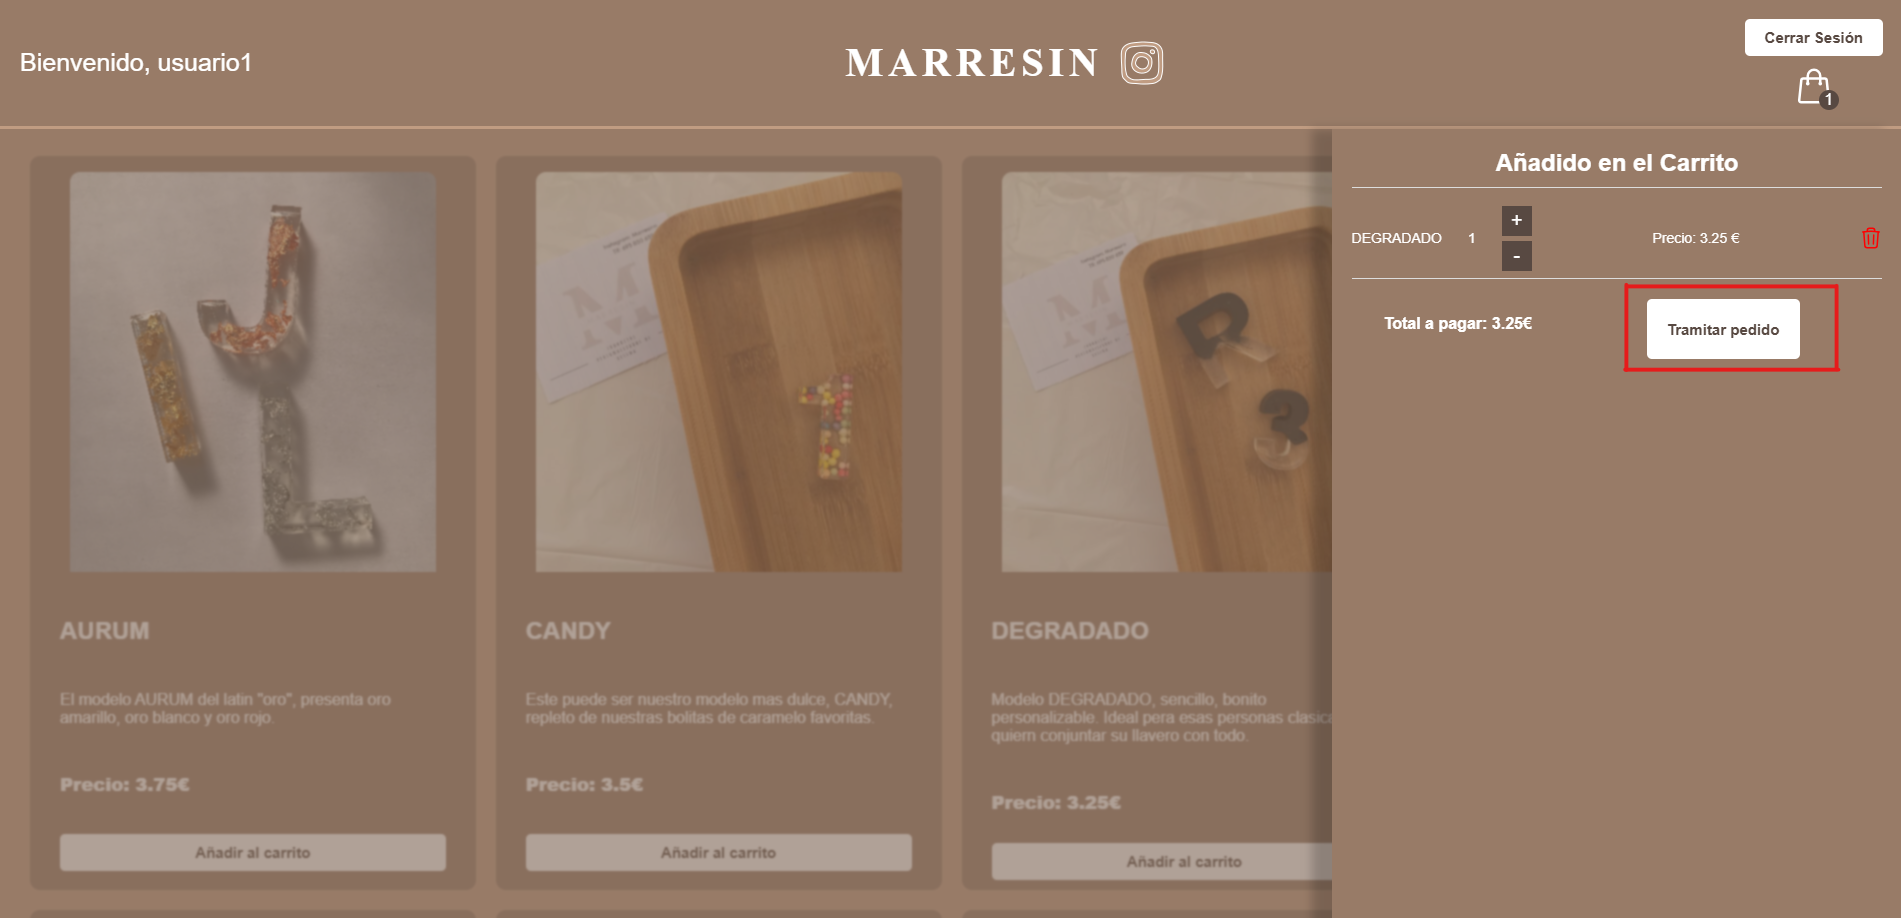 Bienvenido, usuario1
MARRESIN
Cerrar Sesión
1
Añadido en el Carrito
DEGRADADO 1 + Precio: 3.25 €
-
Total a pagar: 3.25€
Tramitar pedido
AURUM
El modelo AURUM del latin "oro", presenta oro
amarillo, oro blanco y oro rojo.
Precio: 3.75€
Añadir al carrito
CANDY
Este puede ser nuestro modelo mas dulce, CANDY,
repleto de nuestras bolitas de caramelo favoritas.
Precio: 3.5€
Añadir al carrito
DEGRADADO
Modelo DEGRADADO, sencillo, bonito
personalizable. Ideal pera esas personas clasica
quiern conjuntar su llavero con todo.
Precio: 3.25€
Añadir al carrito
R
3
1